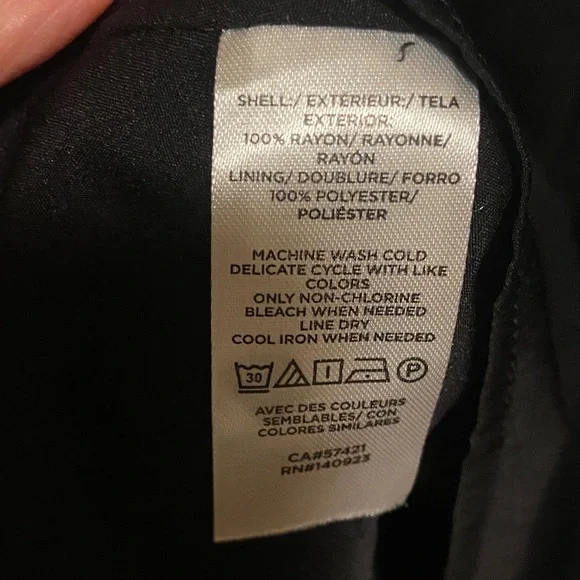 SHELL:/ EXTÉRIEUR:/ TELA
EXTERIOR:
100% RAYON/ RAYONNE/
RAYÓN
LINING/ DOUBLURE/ FORRO
100% POLYESTER/
POLIÉSTER
MACHINE WASH COLD
DELICATE CYCLE WITH LIKE
COLORS
ONLY NON-CHLORINE
BLEACH WHEN NEEDED
LINE DRY
COOL IRON WHEN NEEDED
30 P
AVEC DES COULEURS
SEMBLABLES/ CON
COLORES SIMILARES
CA#57421
RN#140923